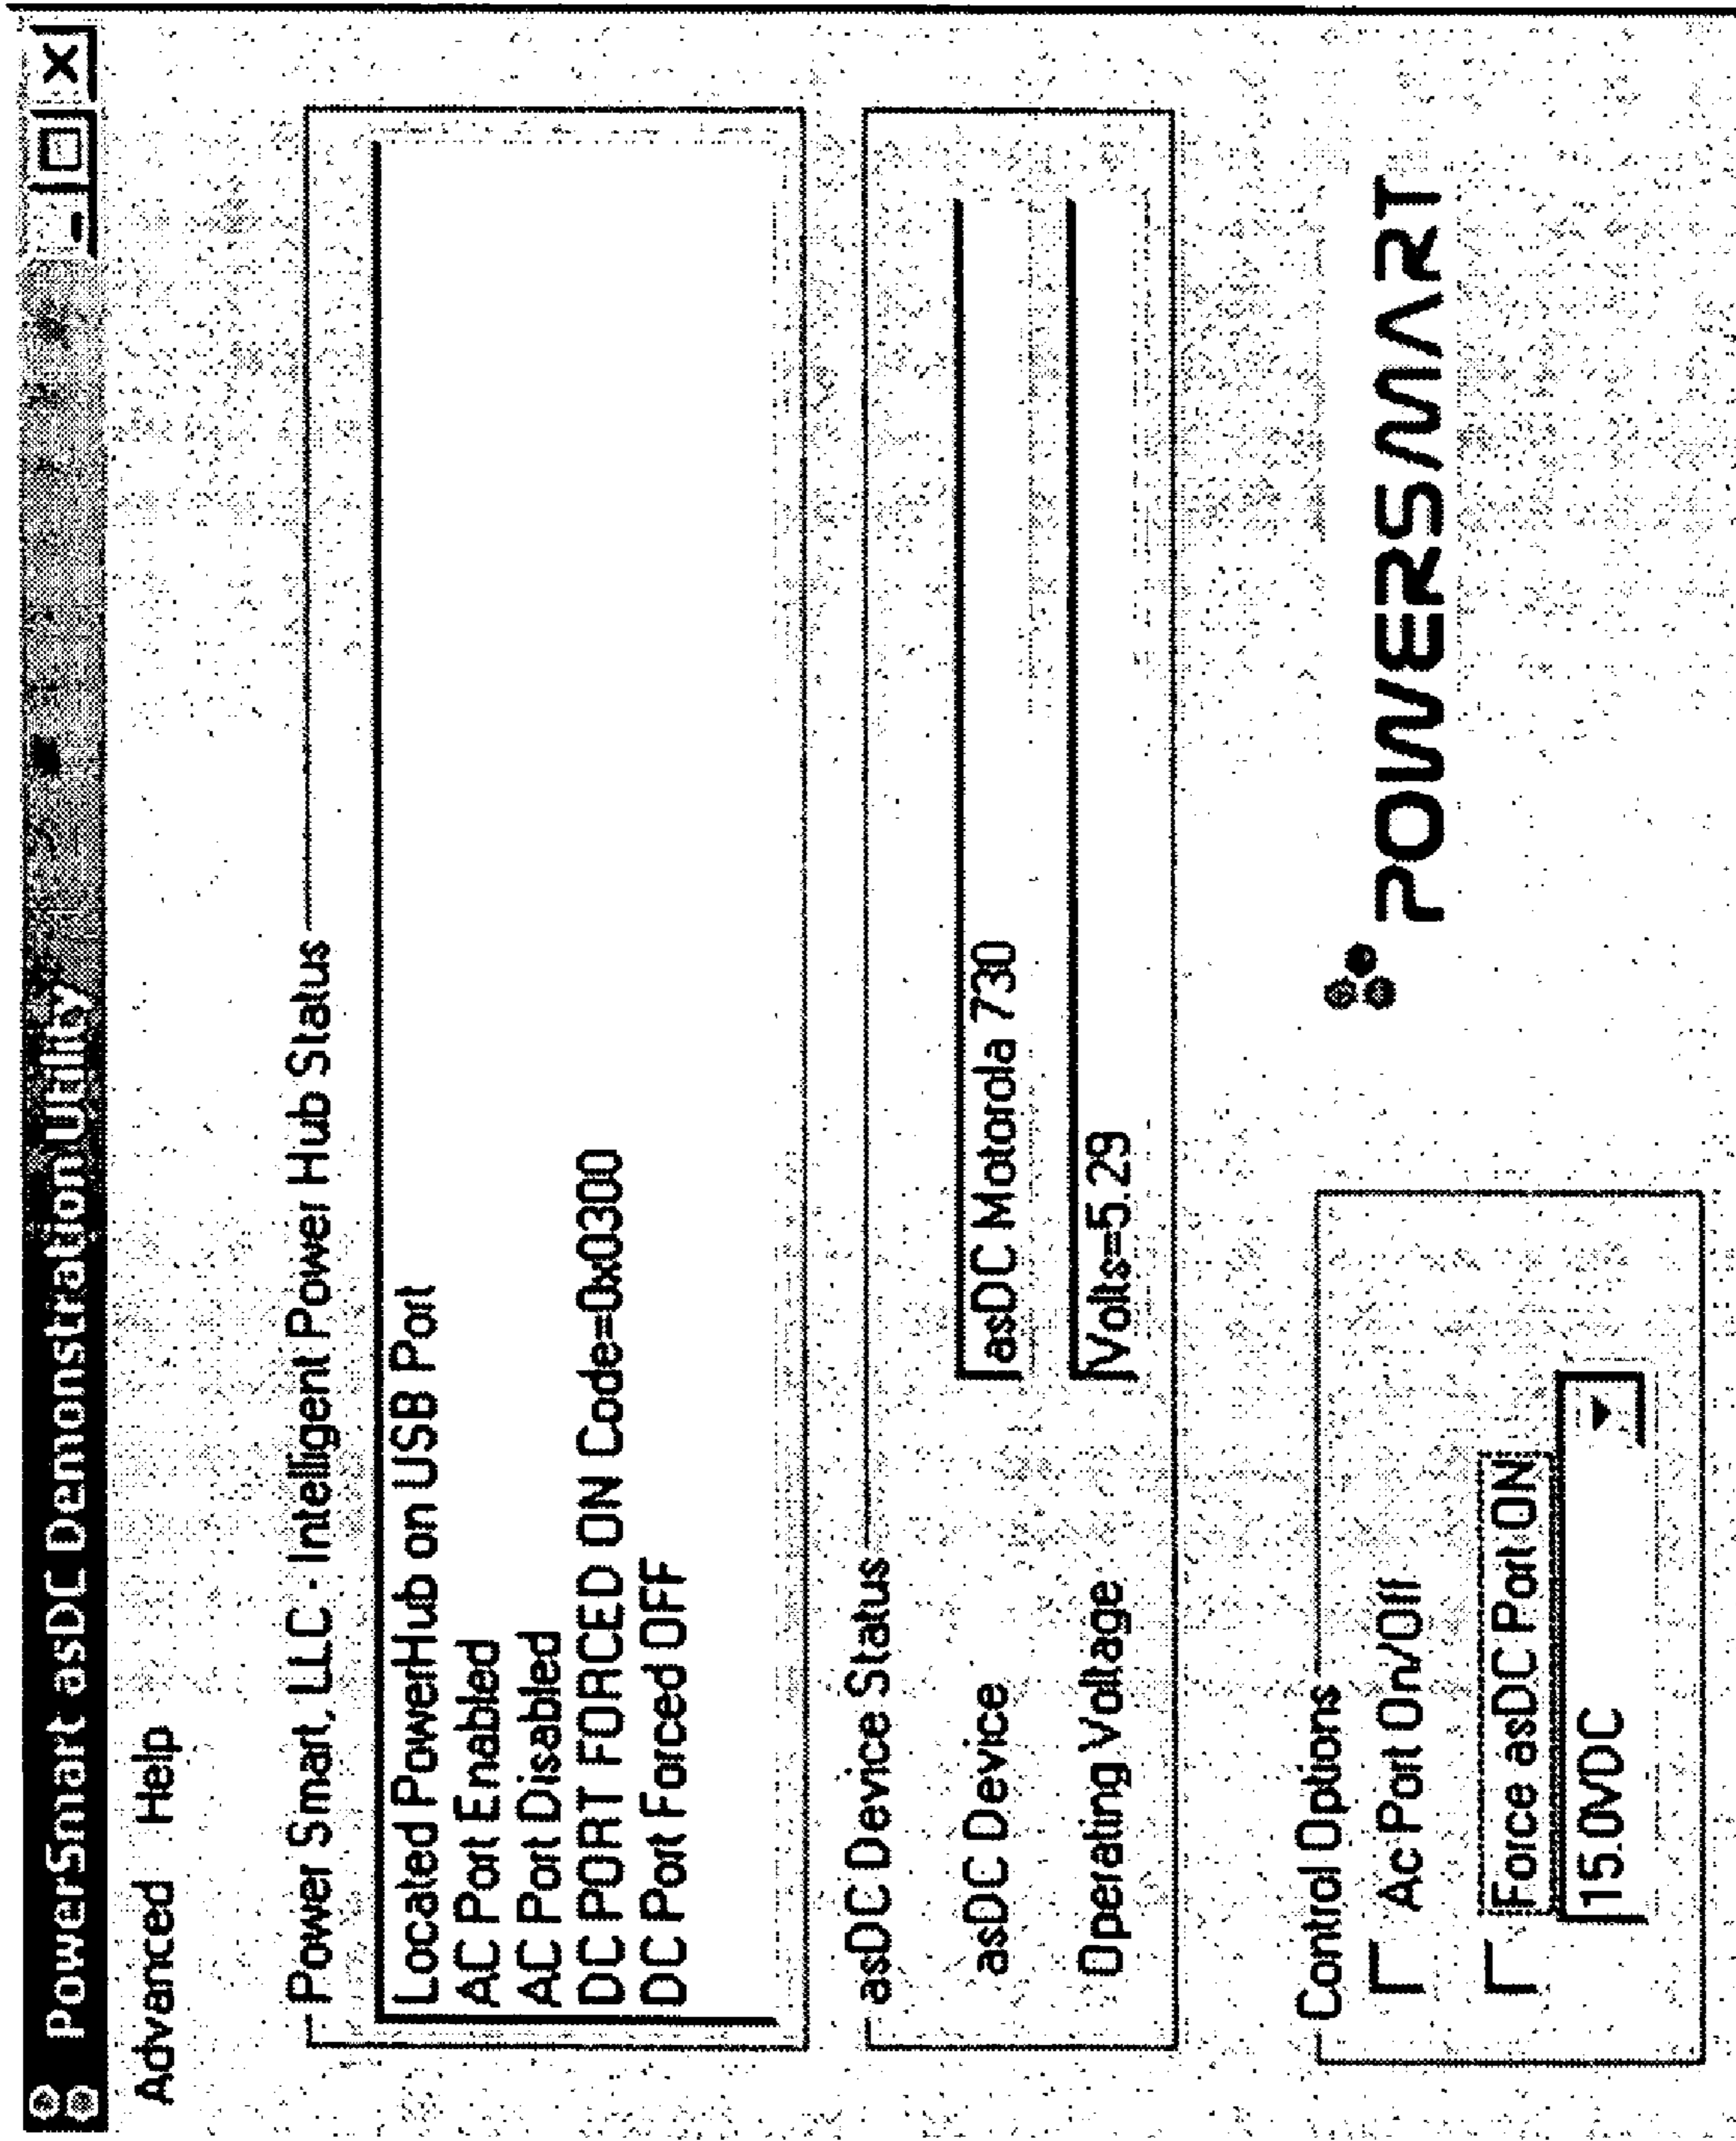 PowerSmart asDC Demonstration Utility
Advanced Help
Power Smart, LLC - Intelligent Power Hub Status
Located PowerHub on USB Port
AC Port Enabled
AC Port Disabled
DC PORT FORCED ON Code=0x0300
DC Port Forced OFF
asDC Device Status
asDC Device
asDC Motorola 730
Operating Voltage
Volts=5.29
Control Options
Ac Port On/Off
Force asDC Port ON
15.0VDC
POWERSMART